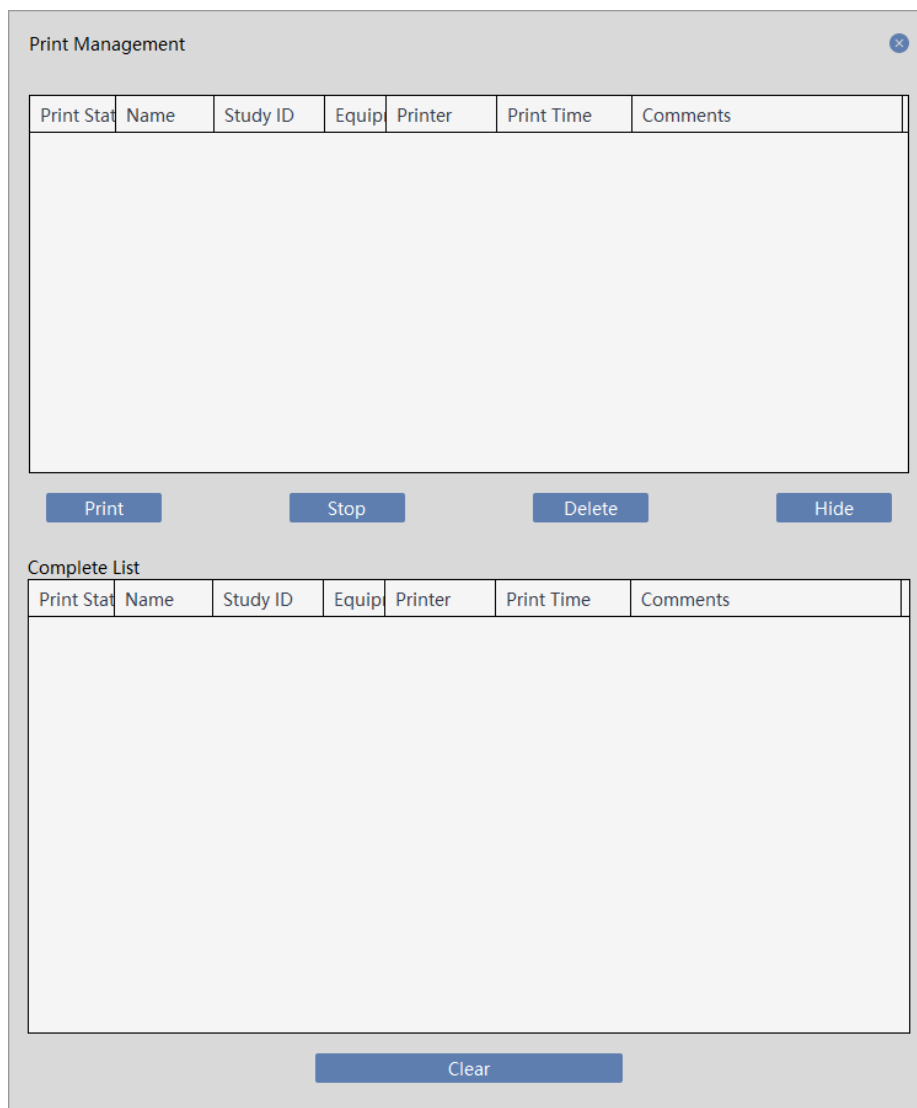 Print Management
Print Stat Name Study ID Equip Printer Print Time Comments
Print Stop Delete Hide
Complete List
Print Stat Name Study ID Equip Printer Print Time Comments
Clear